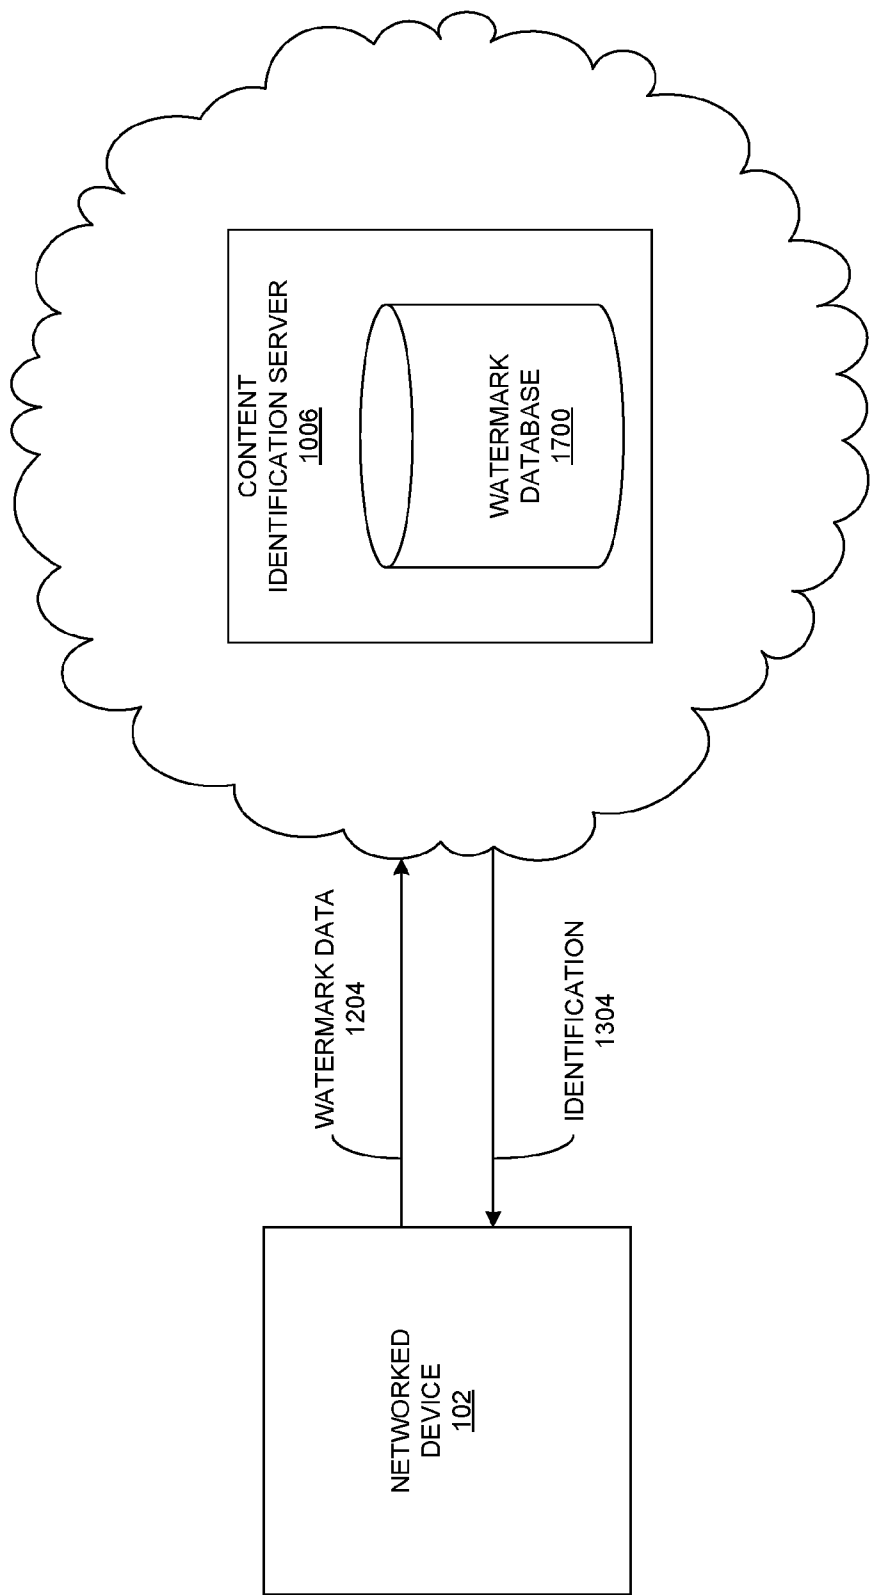 NETWORKED
DEVICE
102
WATERMARK DATA
1204
IDENTIFICATION
1304
CONTENT
IDENTIFICATION SERVER
1006
WATERMARK
DATABASE
1700